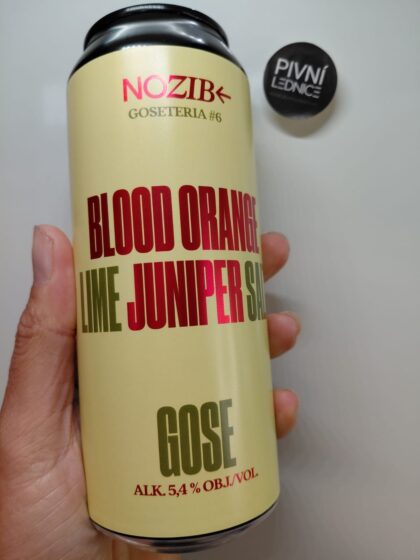 NOZIB←
GOSETERIA #6
BLOOD ORANGE
LIME JUNIPER
GOSE
ALK. 5,4 % OBJ./VOL.
PIVNÍ
LEDNICE